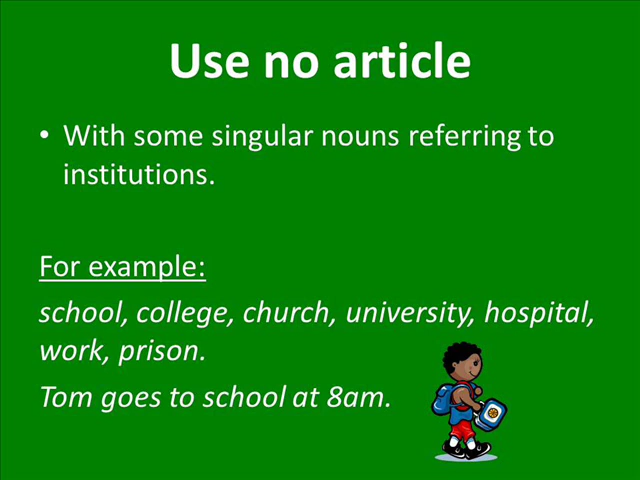 Use no article
• With some singular nouns referring to
institutions.
For example:
school, college, church, university, hospital,
work, prison.
Tom goes to school at 8am.